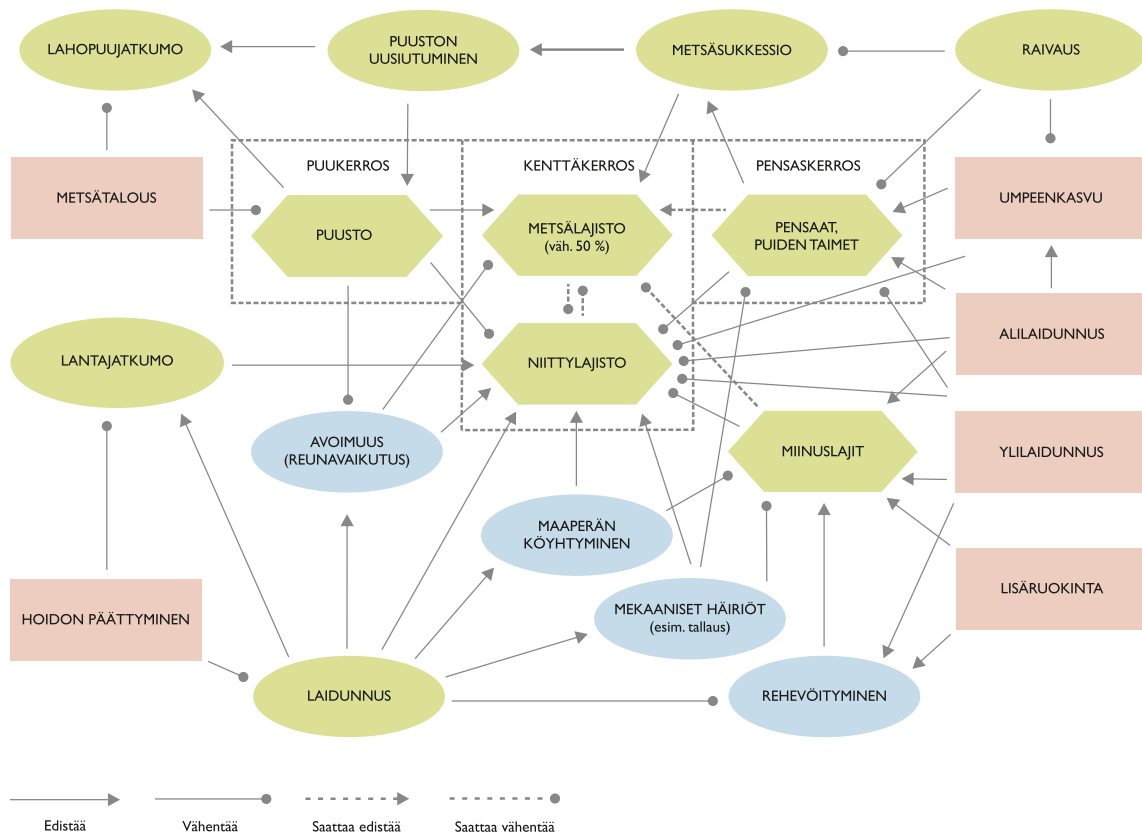 LAHOPUUJATKUMO
PUUSTON
UUSIUTUMINEN
METSÄSUKKESSIO
RAIVAUS
PUUKERROS
KENTTÄKERROS
PENSASKERROS
METSÄTALOUS
PUUSTO
METSÄLAJISTO
(väh. 50 %)
PENSAAT,
PUIDEN TAIMET
UMPEENKASVU
LANTAJATKUMO
NIITTYLAJISTO
ALILAIDUNNUS
AVOIMUUS
(REUNAVAIKUTUS)
MIINUSLAJIT
YLILAIDUNNUS
MAAPERÄN
KÖYHTYMINEN
HOIDON PÄÄTTYMINEN
MEKAANISET HÄIRIÖT
(esim. tallaus)
LISÄRUOKINTA
LAIDUNNUS
REHEVÖITYMINEN
Edistää
Vähentää
Saattaa edistää
Saattaa vähentää